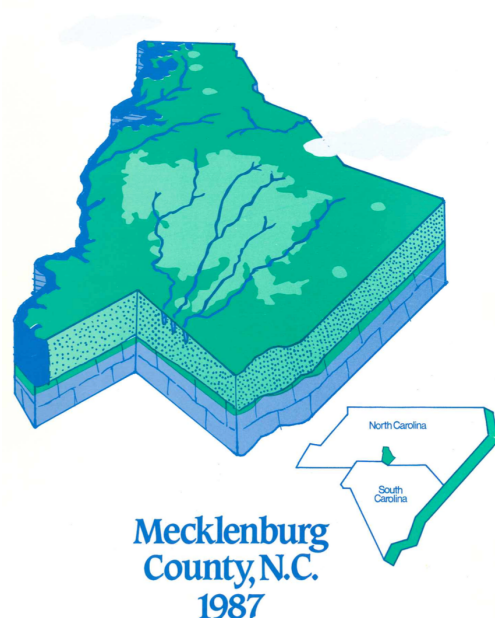 North Carolina
South
Carolina
Mecklenburg
County, N.C.
1987